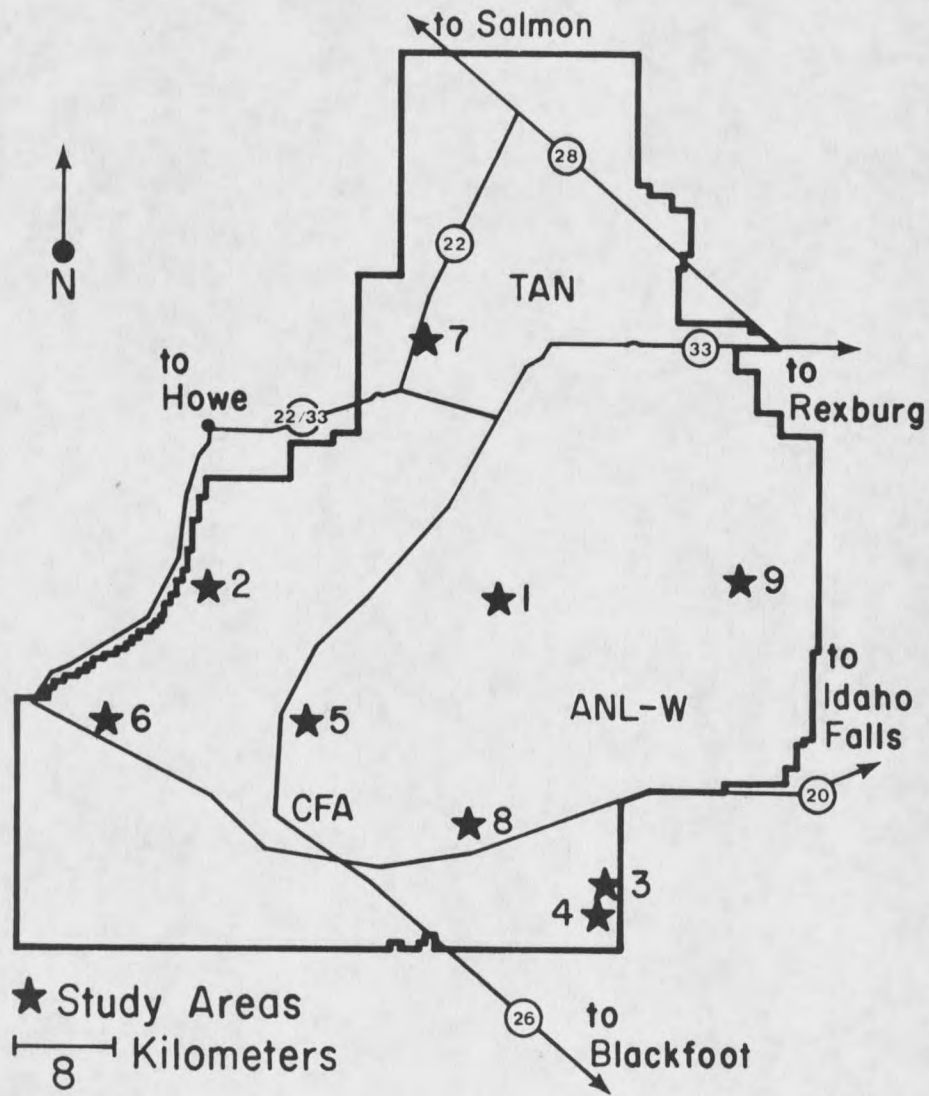 to Salmon
28
N
22
TAN
7
33
to
Howe
22/33
to
Rexburg
2
1
9
to
Idaho
Falls
6
5
ANL-W
CFA
8
20
3
4
Study Areas
Kilometers
8
26
to
Blackfoot